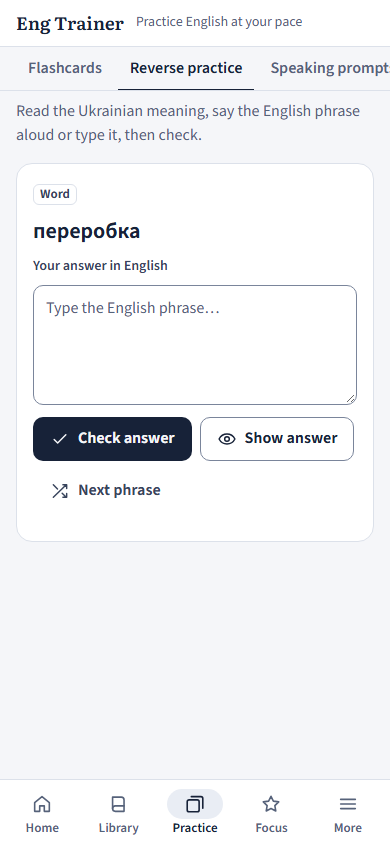 Eng Trainer Practice English at your pace
Flashcards Reverse practice Speaking prompts
Read the Ukrainian meaning, say the English phrase
aloud or type it, then check.
Word
переробка
Your answer in English
Type the English phrase…
Check answer Show answer
Next phrase
Home Library Practice Focus More